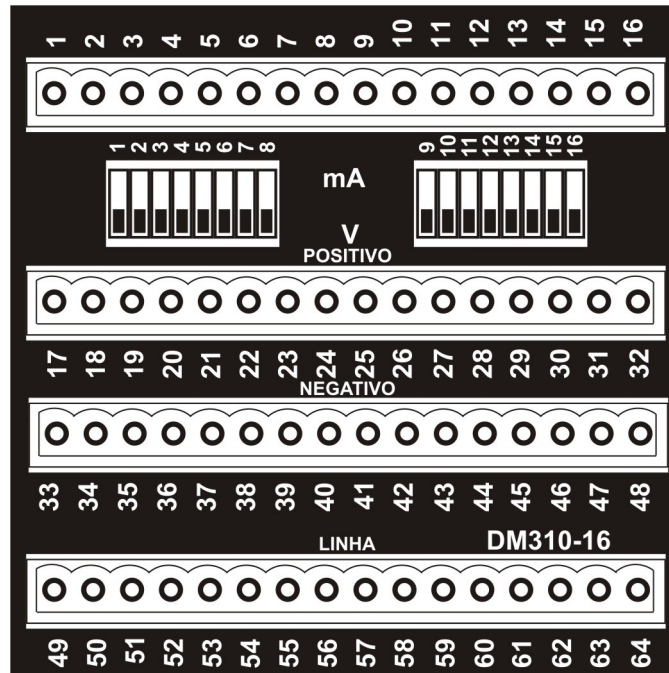 1 2 3 4 5 6 7 8 9 10 11 12 13 14 15 16
1 2 3 4 5 6 7 8 9 10 11 12 13 14 15 16
mA
V
POSITIVO
17 18 19 20 21 22 23 24 25 26 27 28 29 30 31 32
NEGATIVO
33 34 35 36 37 38 39 40 41 42 43 44 45 46 47 48
LINHA DM310-16
49 50 51 52 53 54 55 56 57 58 59 60 61 62 63 64